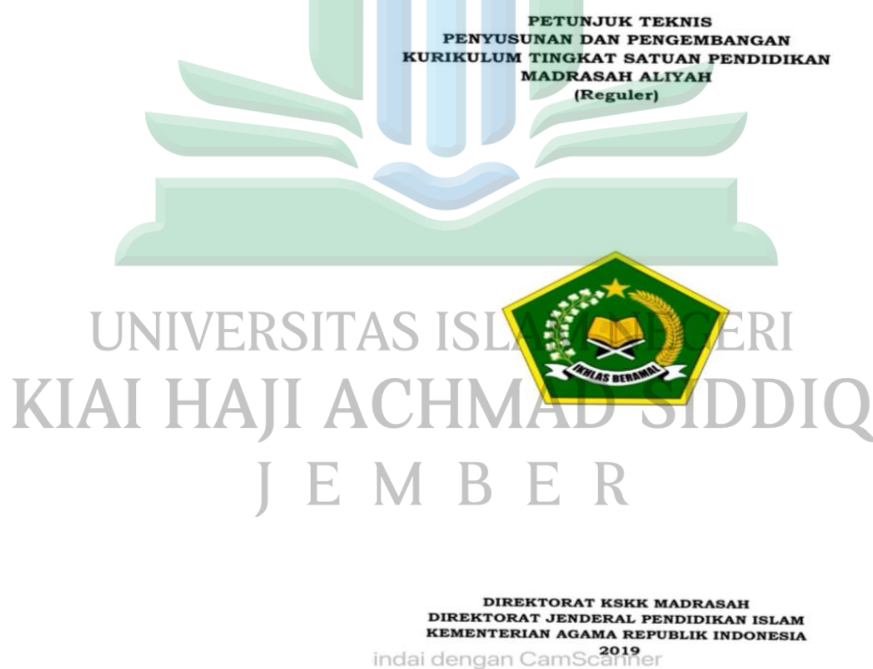 PETUNJUK TEKNIS
PENYUSUNAN DAN PENGEMBANGAN
KURIKULUM TINGKAT SATUAN PENDIDIKAN
MADRASAH ALIYAH
(Reguler)
IKHLAS BERAMAL
UNIVERSITAS ISLAM NEGERI
KIAI HAJI ACHMAD SIDDIQ
JEMBER
DIREKTORAT KSKK MADRASAH
DIREKTORAT JENDERAL PENDIDIKAN ISLAM
KEMENTERIAN AGAMA REPUBLIK INDONESIA
2019
indai dengan CamScanner